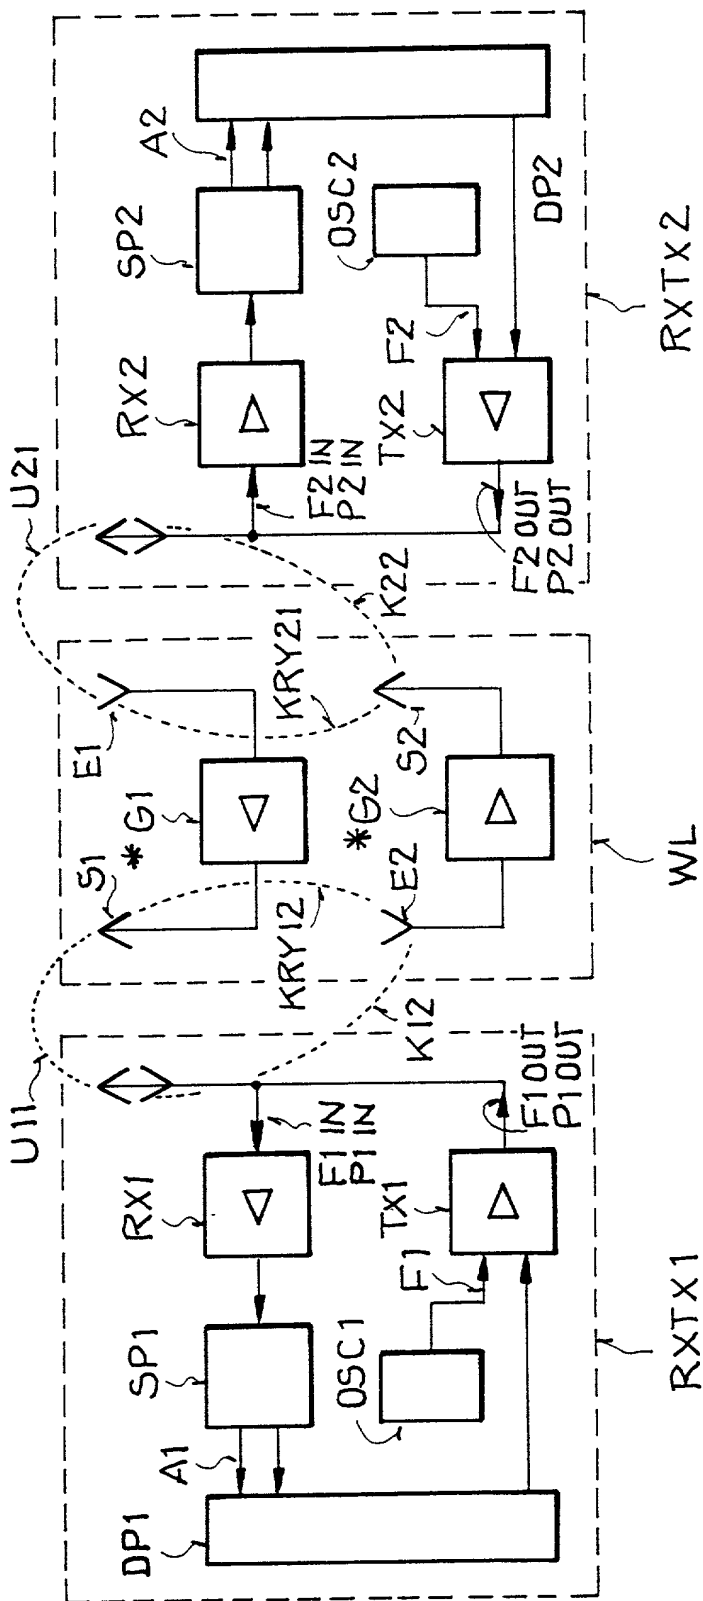 U11
S1
*G1
E1
U21
DP1
A1
SP1
RX1
F1 IN
P1 IN
KRY12
KRY21
F2 IN
P2 IN
RX2
SP2
A2
OSC1
F1
TX1
K12
E2
*G2
S2
K22
TX2
F2
OSC2
F1 OUT
P1 OUT
F2 OUT
P2 OUT
DP2
RXTX1
WL
RXTX2